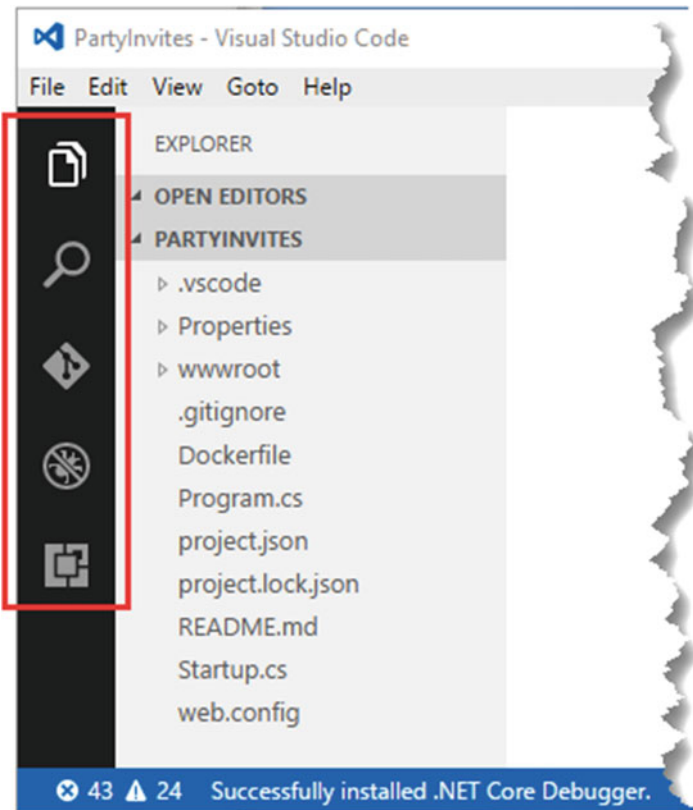 PartyInvites - Visual Studio Code
File Edit View Goto Help
EXPLORER
OPEN EDITORS
PARTYINVITES
.vscode
Properties
wwwroot
.gitignore
Dockerfile
Program.cs
project.json
project.lock.json
README.md
Startup.cs
web.config
43 24 Successfully installed .NET Core Debugger.